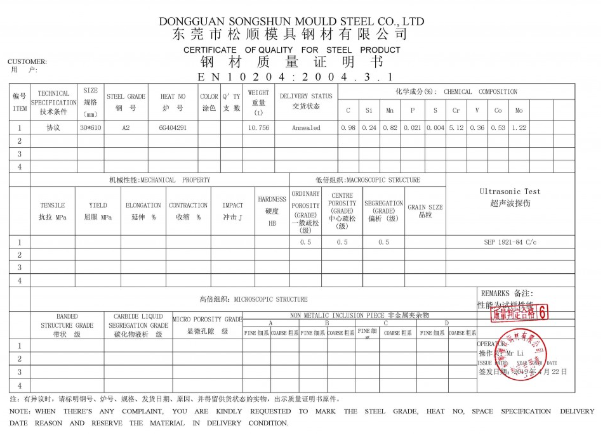 DONGGUAN SONGSHUN MOULD STEEL CO., LTD
东莞市松顺模具钢材有限公司
CERTIFICATE OF QUALITY FOR STEEL PRODUCT
钢材质量证明书
EN10204:2004.3.1
CUSTOMER:
用 户:
编号 ITEM TECHNICAL SPECIFICATION 技术条件 SIZE 规格 (mm) STEEL GRADE 钢 号 HEAT NO 炉 号 COLOR 涂色 Q'TY 支数 WEIGHT 重量 (t) DELIVERY STATUS 交货状态 化学成分(%): CHEMICAL COMPOSITION
C Si Mn P S Cr V Mo Co
1 协议 30*610 A2 6G404291 10.756 Annealed 0.98 0.24 0.82 0.021 0.004 5.12 0.36 0.53 1.22
2
3
4
机械性能:MECHANICAL PROPERTY 低倍组织:MACROSCOPIC STRUCTURE Ultrasonic Test 超声波探伤
TENSILE 抗拉 MPa YIELD 屈服 MPa ELONGATION 延伸 % CONTRACTION 收缩 % IMPACT 冲击 J HARDNESS 硬度 HB ORDINARY POROSITY (GRADE) 一般疏松 (级) CENTRE POROSITY (GRADE) 中心疏松 (级) SEGREGATION (GRADE) 偏析 (级) GRAIN SIZE 晶粒
1 0.5 0.5 0.5 SEP 1921-84 C/c
2
3
4
高倍组织: MICROSCOPIC STRUCTURE REMARKS 备注:
性能为试样性能
BANDED STRUCTURE GRADE 带状 级 CARBIDE LIQUID SEGREGATION GRADE 碳化物液析 级 MICRO POROSITY GRADE 显微孔隙 级 NON METALIC INCLUSION PIECE 非金属夹杂物
A B C D
FINE 细系 COARSE 粗系 FINE 细系 COARSE 粗系 FINE 细系 COARSE 粗系 FINE 细系 COARSE 粗系
1
2
3
4
6
OPERATOR
操作 Mr Li
ISSUE DATE
签发日期
月22日
注:有异议时,请标明钢号、炉号、规格、发货日期、原因、并将留供货状态的实物,出示质量证明书原件。
NOTE: WHEN THERE'S ANY COMPLAINT, YOU ARE KINDLY REQUESTED TO MARK THE STEEL GRADE, HEAT NO, SPACE SPECIFICATION DELIVERY
DATE REASON AND RESERVE THE MATERIAL IN DELIVERY CONDITION.